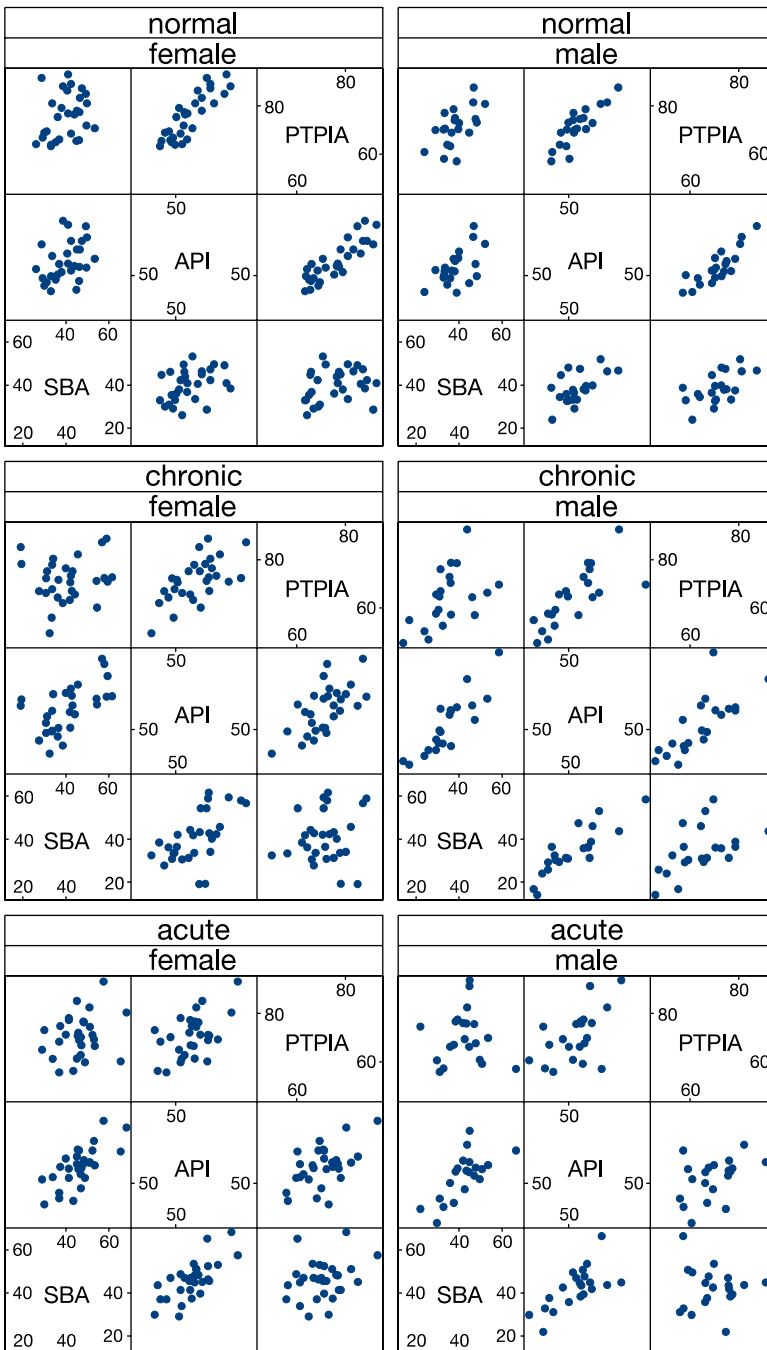 normal normal
female male
80 80
80 PTPIA 80 PTPIA
60 60
60 60
50 50
50 API 50 50 API 50
50 50
60 40 60 60 40 60
40 SBA 40 40 SBA 40
20 40 20 20 40 20
chronic chronic
female male
80 80
80 PTPIA 80 PTPIA
60 60
60 60
50 50
50 API 50 50 API 50
50 50
60 40 60 60 40 60
40 SBA 40 40 SBA 40
20 40 20 20 40 20
acute acute
female male
80 80
80 PTPIA 80 PTPIA
60 60
60 60
50 50
50 API 50 50 API 50
50 50
60 40 60 60 40 60
40 SBA 40 40 SBA 40
20 40 20 20 40 20